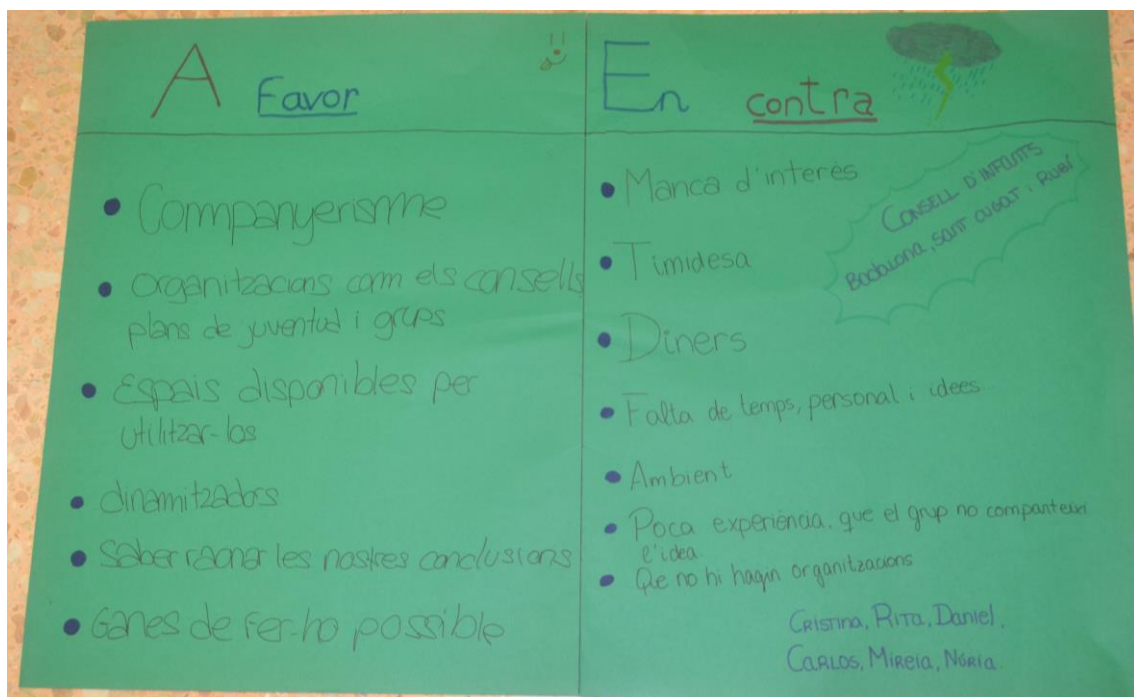 A Favor
• Companyerisme
• Organitzacions com els consells
plans de juventud i grups
• Espais disponibles per
utilitzar-los
• dinamitzadors
• Saber raonar les nostres conclusions
• Ganes de fer-ho possible
En contra
CONSELL D'INFANTS
Badalona, sant cugat i Rubí
• Manca d'interès
• Timidesa
• Diners
• Falta de temps, personal i idees...
• Ambient
• Poca experiència. que el grup no companteixi
l'idea.
• Que no hi hagin organitzacions
CRISTINA, RITA, Daniel,
CARLOS, MIREIA, NÚRIA.